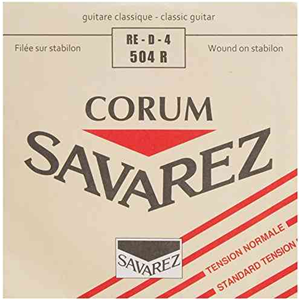 guitare classique - classic guitar
Filée sur stabilon
RE - D - 4
504 R
Wound on stabilon
CORUM
SAVAREZ
SAVAREZ
TENSION NORMALE
STANDARD TENSION